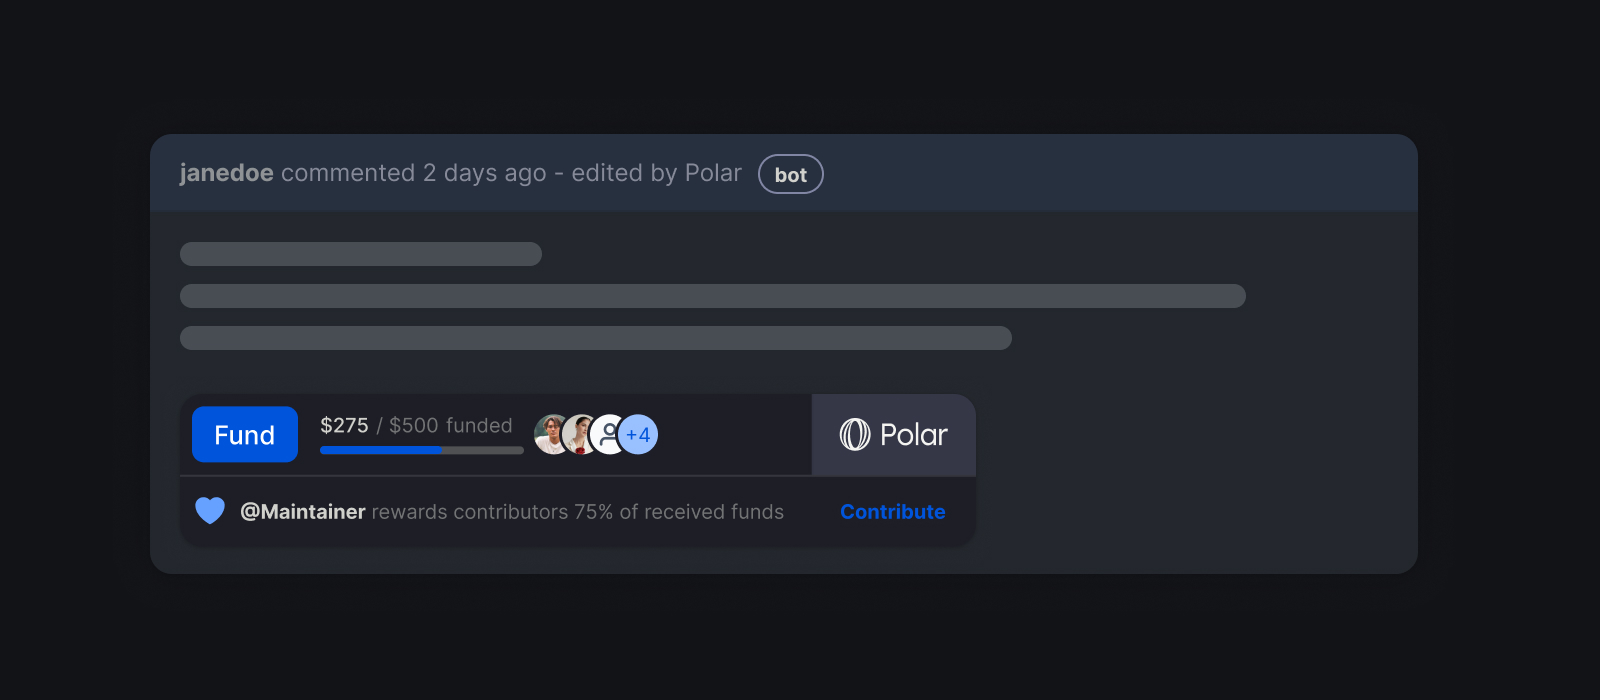 janedoe commented 2 days ago - edited by Polar bot
Fund
$275 / $500 funded
+4
Polar
@Maintainer rewards contributors 75% of received funds
Contribute